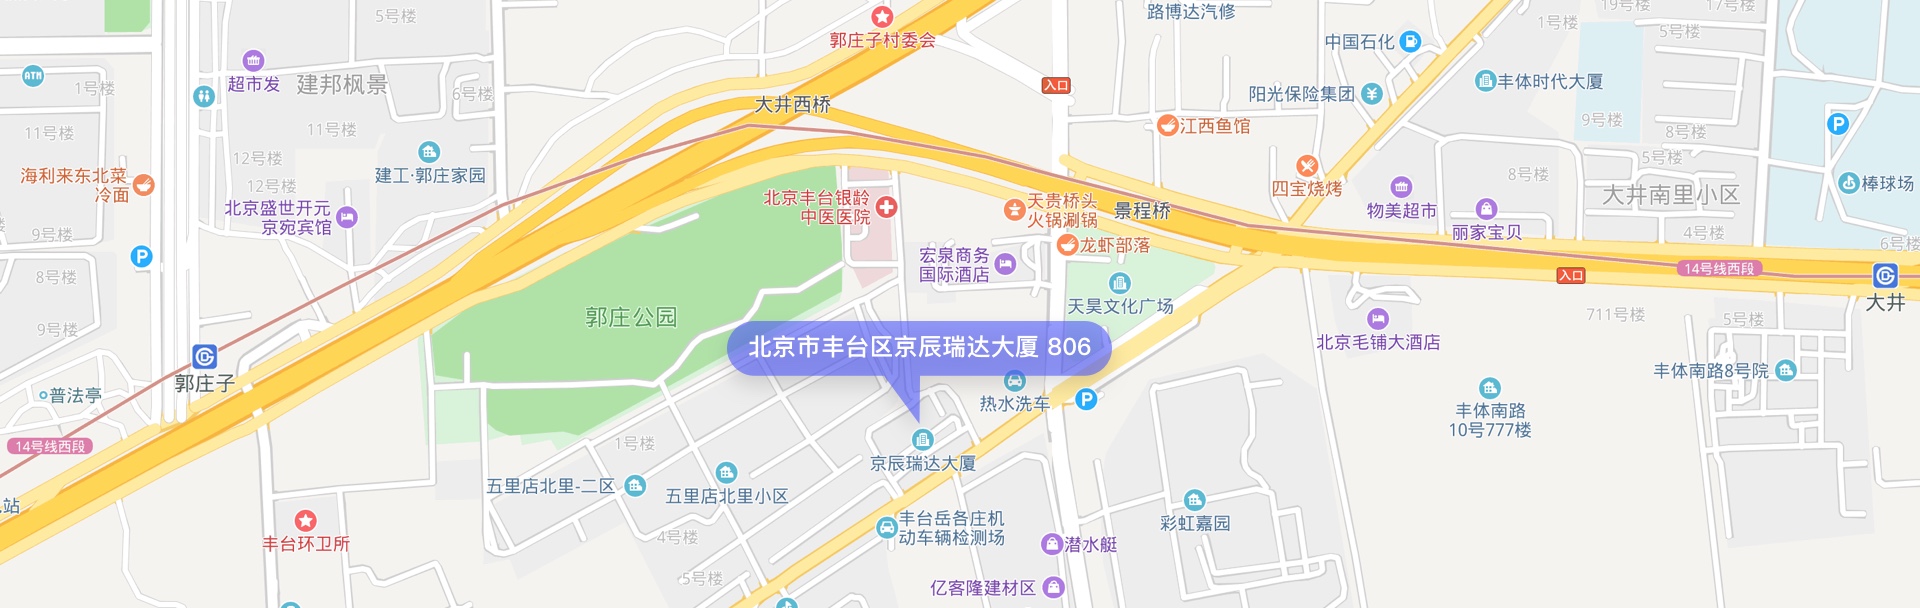 5号楼
郭庄子村委会
路博达汽修
1号楼
19号楼
17号楼
5号楼
中国石化
超市发
建邦枫景
ATM
1号楼
6号楼
大井西桥
入口
阳光保险集团
丰体时代大厦
9号楼
8号楼
11号楼
11号楼
12号楼
江西鱼馆
5号楼
海利来东北菜
冷面
建工·郭庄家园
12号楼
四宝烧烤
8号楼
大井南里小区
棒球场
北京丰台银龄
中医医院
天贵桥头
火锅涮锅
景程桥
物美超市
北京盛世开元
京宛宾馆
丽家宝贝
4号楼
6号楼
9号楼
龙虾部落
宏泉商务
国际酒店
入口
14号线西段
8号楼
天昊文化广场
大井
郭庄公园
711号楼
5号楼
9号楼
北京市丰台区京辰瑞达大厦 806
北京毛铺大酒店
郭庄子
丰体南路8号院
普法亭
热水洗车
P
丰体南路
10号777楼
14号线西段
1号楼
京辰瑞达大厦
五里店北里-二区
五里店北里小区
站
丰台岳各庄机
动车辆检测场
彩虹嘉园
丰台环卫所
4号楼
潜水艇
5号楼
亿客隆建材区